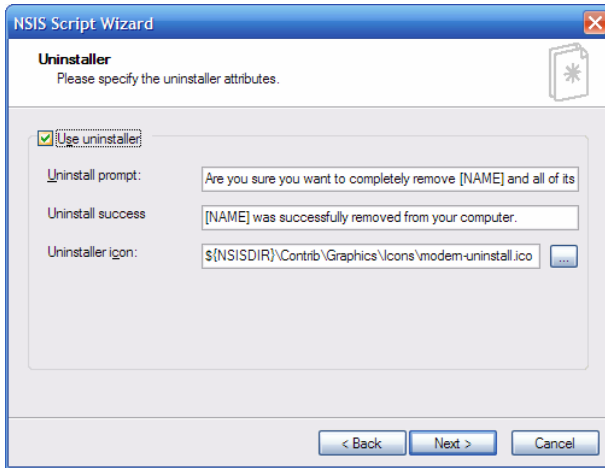 NSIS Script Wizard
Uninstaller
Please specify the uninstaller attributes.
Use uninstaller
Uninstall prompt: Are you sure you want to completely remove [NAME] and all of its
Uninstall success [NAME] was successfully removed from your computer.
Uninstaller icon: ${NSISDIR}\Contrib\Graphics\Icons\modern-uninstall.ico ...
< Back Next > Cancel